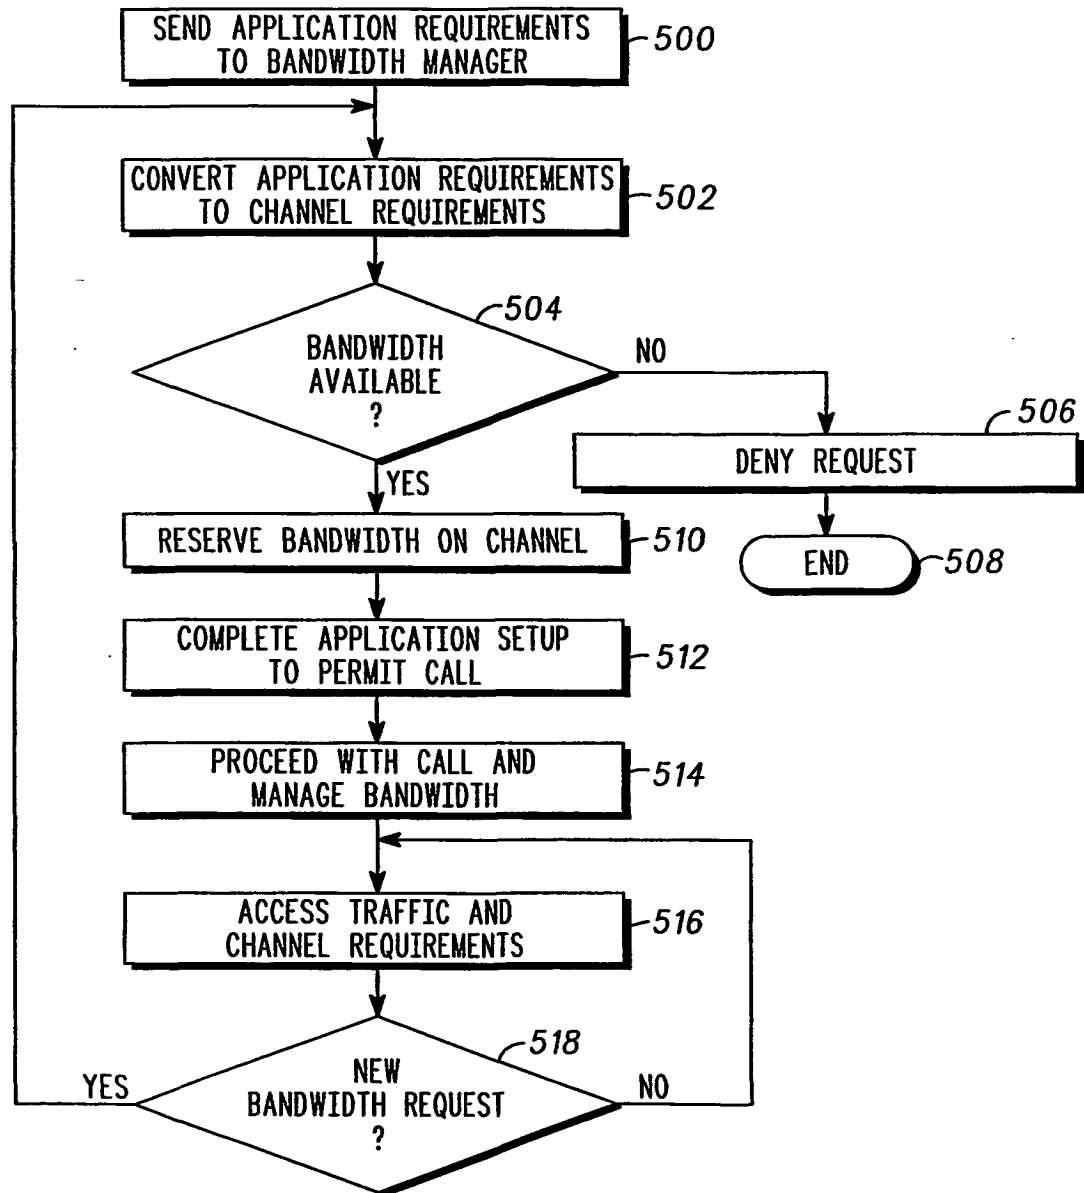 SEND APPLICATION REQUIREMENTS
TO BANDWIDTH MANAGER
500
CONVERT APPLICATION REQUIREMENTS
TO CHANNEL REQUIREMENTS
502
504
BANDWIDTH
AVAILABLE
?
NO
YES
506
DENY REQUEST
END
508
RESERVE BANDWIDTH ON CHANNEL
510
COMPLETE APPLICATION SETUP
TO PERMIT CALL
512
PROCEED WITH CALL AND
MANAGE BANDWIDTH
514
ACCESS TRAFFIC AND
CHANNEL REQUIREMENTS
516
518
NEW
BANDWIDTH REQUEST
?
YES
NO